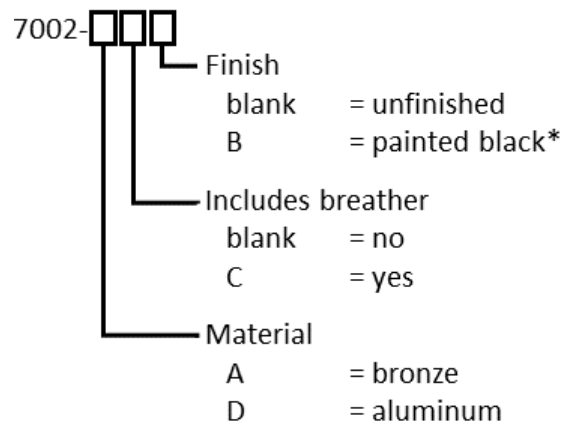 7002-
Finish
blank = unfinished
B = painted black*
Includes breather
blank = no
C = yes
Material
A = bronze
D = aluminum